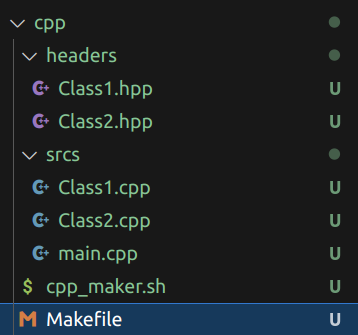 cpp
headers
Class1.hpp U
Class2.hpp U
srcs
Class1.cpp U
Class2.cpp U
main.cpp U
$ cpp_maker.sh U
M Makefile U